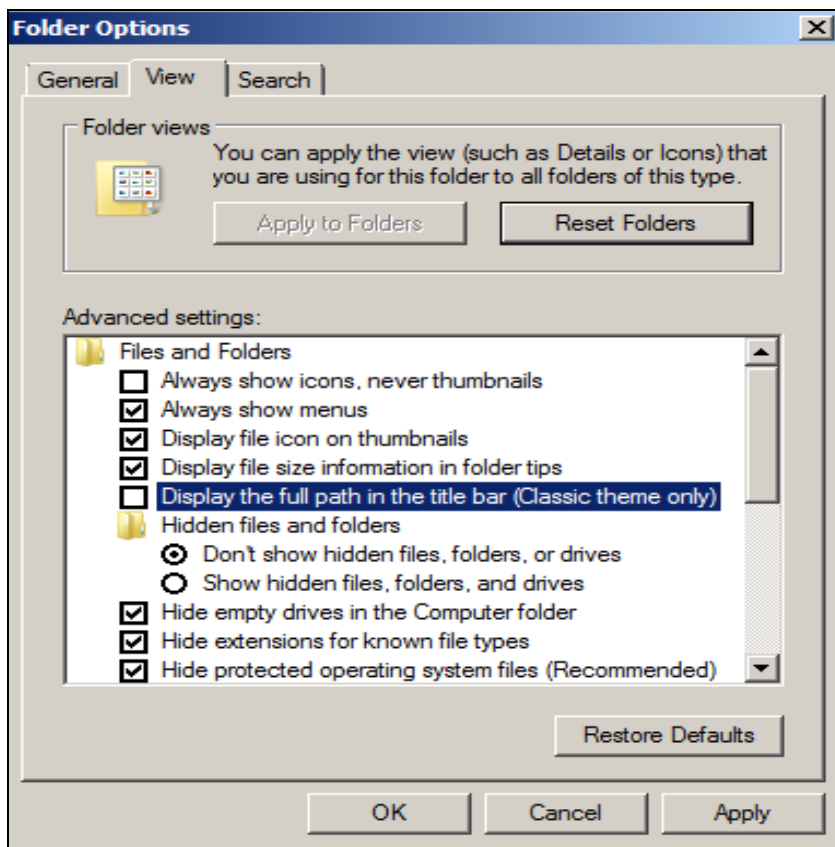 Folder Options
General View Search
Folder views
You can apply the view (such as Details or Icons) that
you are using for this folder to all folders of this type.
Apply to Folders Reset Folders
Advanced settings:
Files and Folders
Always show icons, never thumbnails
Always show menus
Display file icon on thumbnails
Display file size information in folder tips
Display the full path in the title bar (Classic theme only)
Hidden files and folders
Don't show hidden files, folders, or drives
Show hidden files, folders, and drives
Hide empty drives in the Computer folder
Hide extensions for known file types
Hide protected operating system files (Recommended)
Restore Defaults
OK Cancel Apply